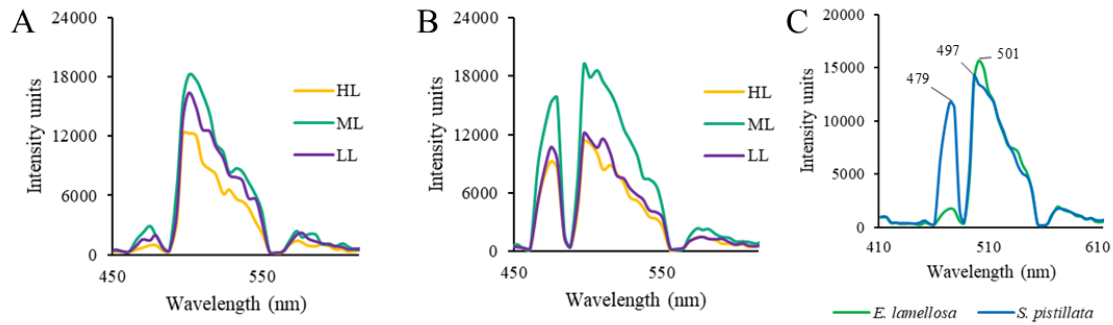 A
Intensity units
24000
18000
12000
6000
0
450
550
Wavelength (nm)
HL
ML
LL
B
Intensity units
24000
18000
12000
6000
0
450
550
Wavelength (nm)
HL
ML
LL
C
Intensity units
20000
15000
10000
5000
0
479
497
501
410
510
610
Wavelength (nm)
E. lamellosa
S. pistillata